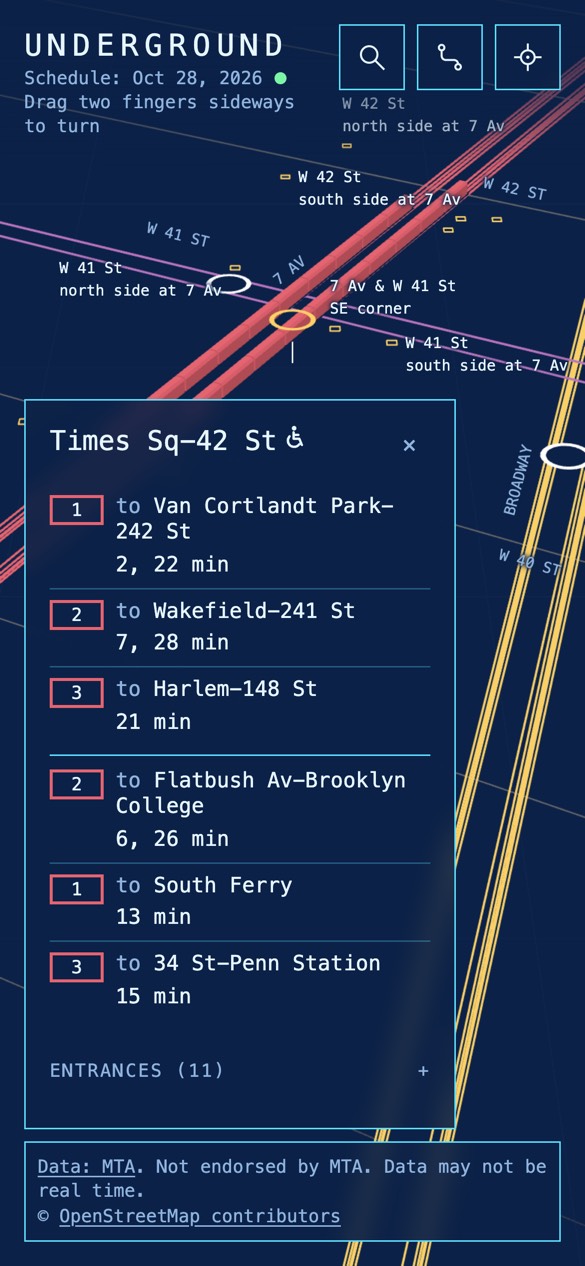 UNDERGROUND
Schedule: Oct 28, 2026
Drag two fingers sideways
to turn
W 42 St
north side at 7 Av
W 42 St
south side at 7 Av
W 42 ST
W 41 ST
7 AV
W 41 St
north side at 7 Av
7 Av & W 41 St
SE corner
W 41 St
south side at 7 Av
BROADWAY
W 40 ST
Times Sq–42 St
×
1 to Van Cortlandt Park–
242 St
2, 22 min
2 to Wakefield–241 St
7, 28 min
3 to Harlem–148 St
21 min
2 to Flatbush Av–Brooklyn
College
6, 26 min
1 to South Ferry
13 min
3 to 34 St–Penn Station
15 min
ENTRANCES (11) +
Data: MTA. Not endorsed by MTA. Data may not be
real time.
© OpenStreetMap contributors